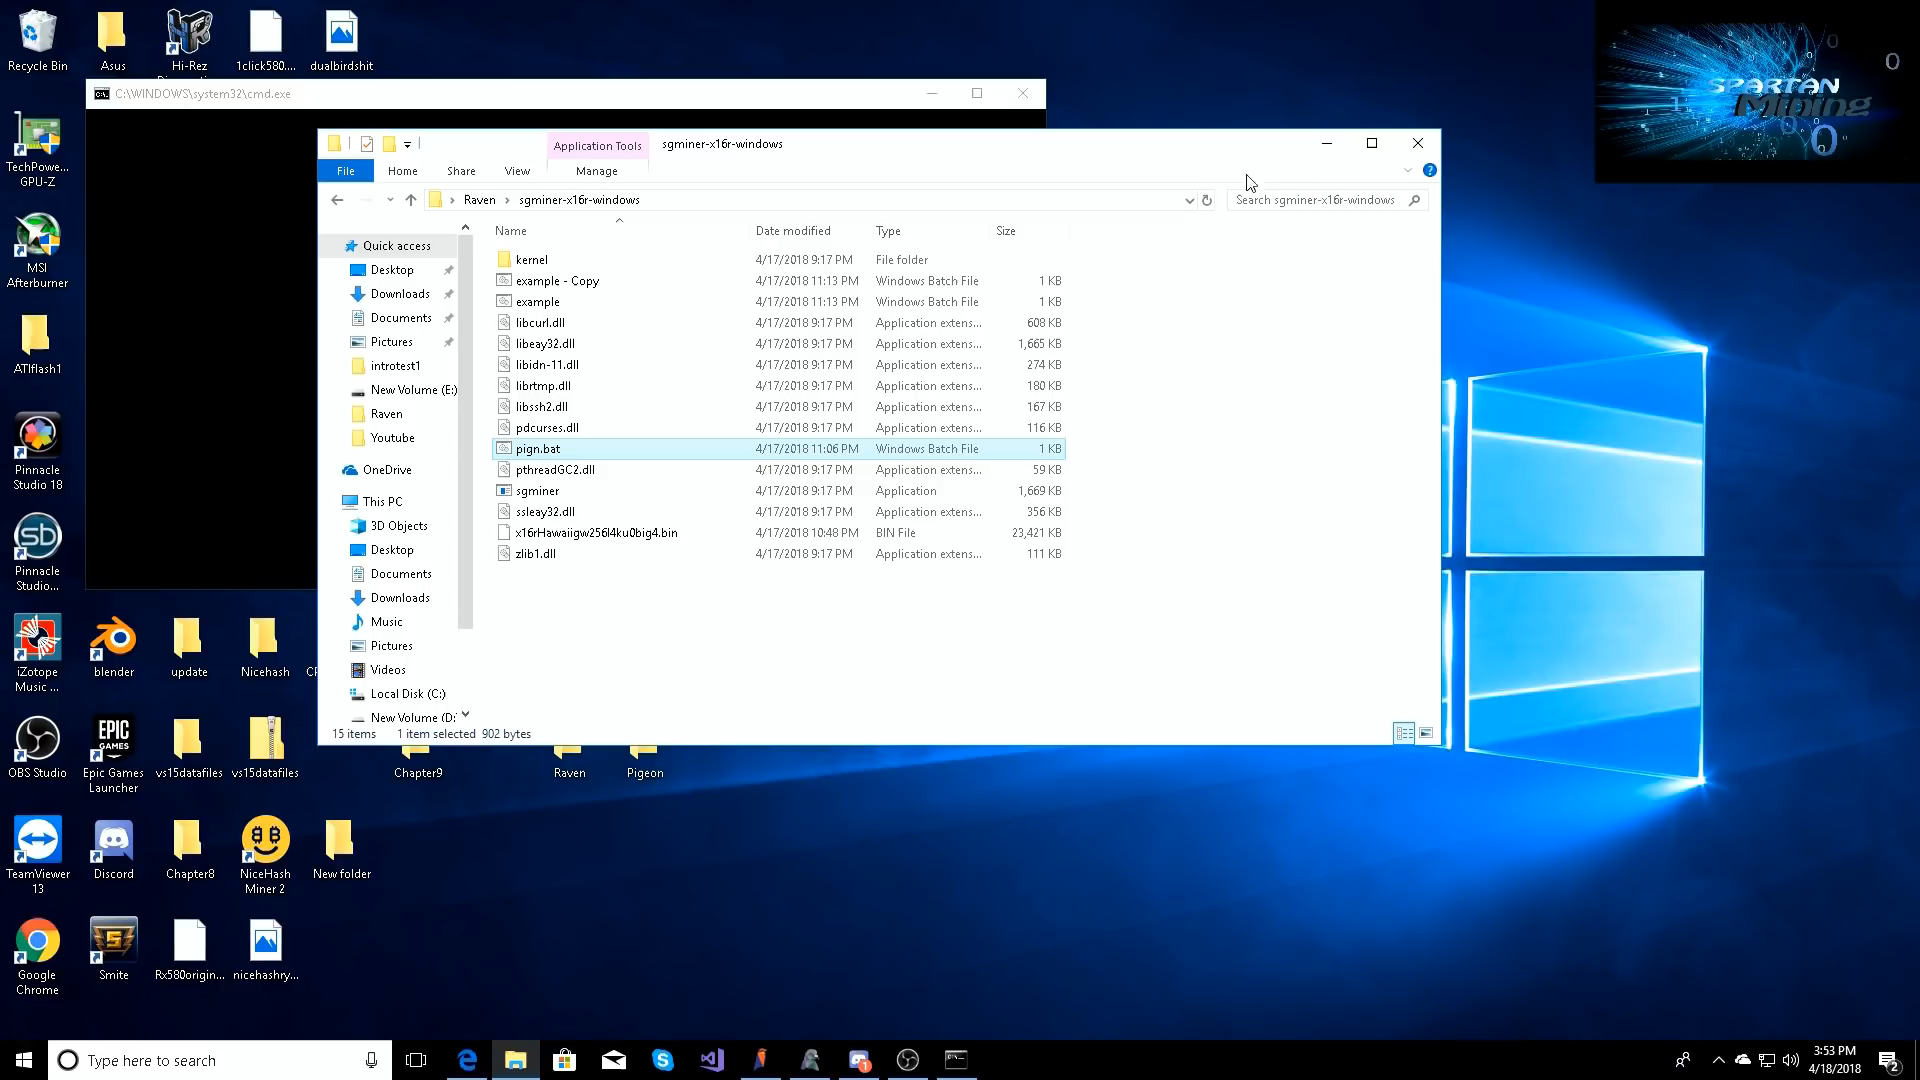 Recycle Bin
Asus
Hi-Rez
1click580....
dualbirdshit
TechPowe...
GPU-Z
MSI
Afterburner
ATIflash1
Pinnacle
Studio 18
Pinnacle
Studio...
iZotope
Music ...
blender
update
Nicehash
OBS Studio
Epic Games
Launcher
vs15datafiles
vs15datafiles
Chapter9
Raven
Pigeon
TeamViewer
13
Discord
Chapter8
NiceHash
Miner 2
New folder
Google
Chrome
Smite
Rx580origin...
nicehashry...
C:\WINDOWS\system32\cmd.exe
Application Tools
sgminer-x16r-windows
File
Home
Share
View
Manage
Raven
sgminer-x16r-windows
Search sgminer-x16r-windows
Quick access
Desktop
Downloads
Documents
Pictures
introtest1
New Volume (E:)
Raven
Youtube
OneDrive
This PC
3D Objects
Desktop
Documents
Downloads
Music
Pictures
Videos
Local Disk (C:)
New Volume (D:
Name Date modified Type Size
kernel 4/17/2018 9:17 PM File folder
example - Copy 4/17/2018 11:13 PM Windows Batch File 1 KB
example 4/17/2018 11:13 PM Windows Batch File 1 KB
libcurl.dll 4/17/2018 9:17 PM Application extens... 608 KB
libeay32.dll 4/17/2018 9:17 PM Application extens... 1,665 KB
libidn-11.dll 4/17/2018 9:17 PM Application extens... 274 KB
librtmp.dll 4/17/2018 9:17 PM Application extens... 180 KB
libssh2.dll 4/17/2018 9:17 PM Application extens... 167 KB
pdcurses.dll 4/17/2018 9:17 PM Application extens... 116 KB
pign.bat 4/17/2018 11:06 PM Windows Batch File 1 KB
pthreadGC2.dll 4/17/2018 9:17 PM Application extens... 59 KB
sgminer 4/17/2018 9:17 PM Application 1,669 KB
ssleay32.dll 4/17/2018 9:17 PM Application extens... 356 KB
x16rHawaiigw256l4ku0big4.bin 4/17/2018 10:48 PM BIN File 23,421 KB
zlib1.dll 4/17/2018 9:17 PM Application extens... 111 KB
15 items 1 item selected 902 bytes
SPARTAN
Mining
EPIC
GAMES
Type here to search
3:53 PM
4/18/2018
2